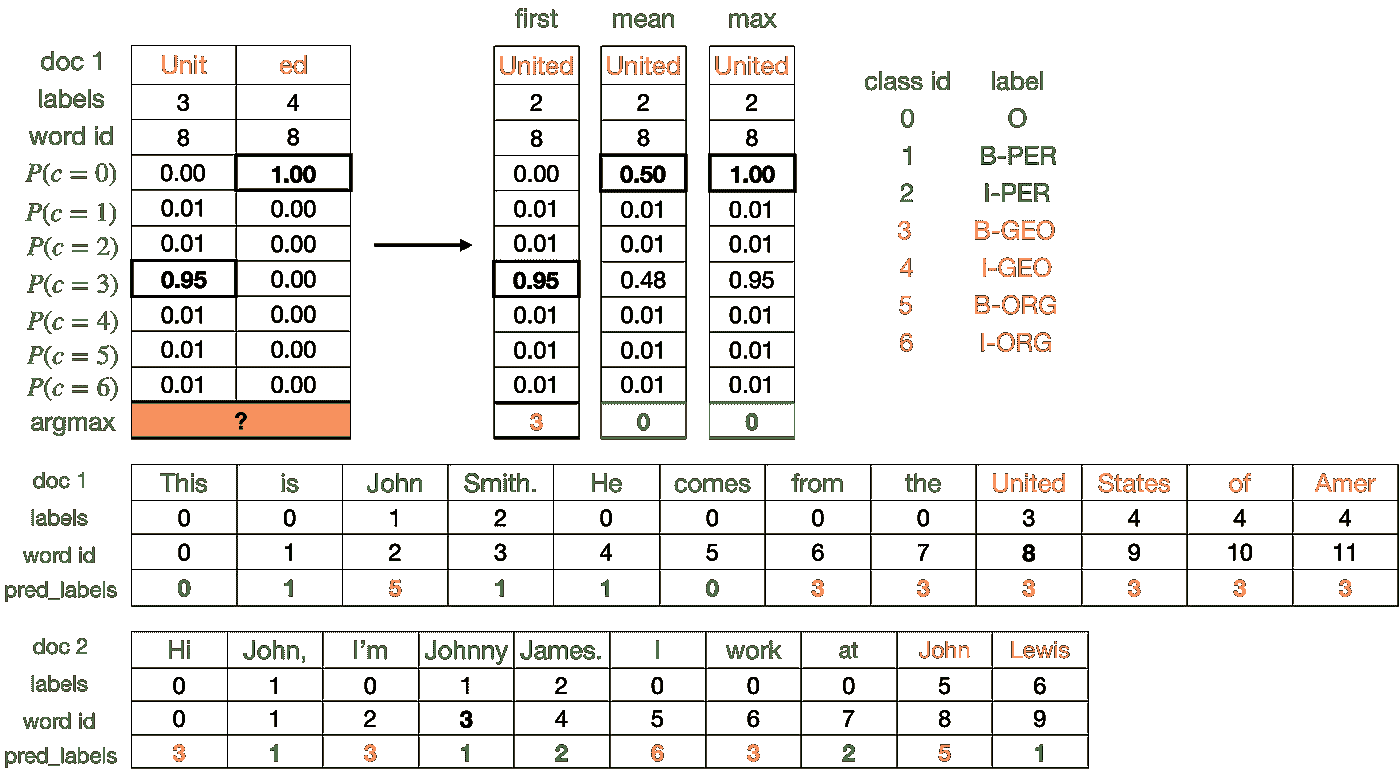 first mean max
doc 1 Unit ed United United United
labels 3 4 2 2 2
word id 8 8 8 8 8
P(c = 0) 0.00 1.00 0.00 0.50 1.00
P(c = 1) 0.01 0.00 0.01 0.01 0.01
P(c = 2) 0.01 0.00 0.01 0.01 0.01
P(c = 3) 0.95 0.00 0.95 0.48 0.95
P(c = 4) 0.01 0.00 0.01 0.01 0.01
P(c = 5) 0.01 0.00 0.01 0.01 0.01
P(c = 6) 0.01 0.00 0.01 0.01 0.01
argmax ? 3 0 0
class id label
0 O
1 B-PER
2 I-PER
3 B-GEO
4 I-GEO
5 B-ORG
6 I-ORG
doc 1 This is John Smith. He comes from the United States of Amer
labels 0 0 1 2 0 0 0 0 3 4 4 4
word id 0 1 2 3 4 5 6 7 8 9 10 11
pred_labels 0 1 5 1 1 0 3 3 3 3 3 3
doc 2 Hi John, I'm Johnny James. I work at John Lewis
labels 0 1 0 1 2 0 0 0 5 6
word id 0 1 2 3 4 5 6 7 8 9
pred_labels 3 1 3 1 2 6 3 2 5 1